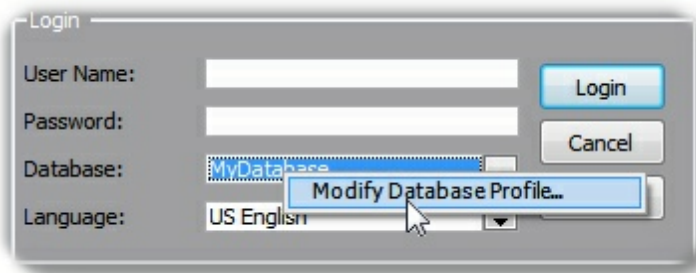 Login
User Name:
Login
Password:
Cancel
Database: MyDatabase
Modify Database Profile...
Language: US English